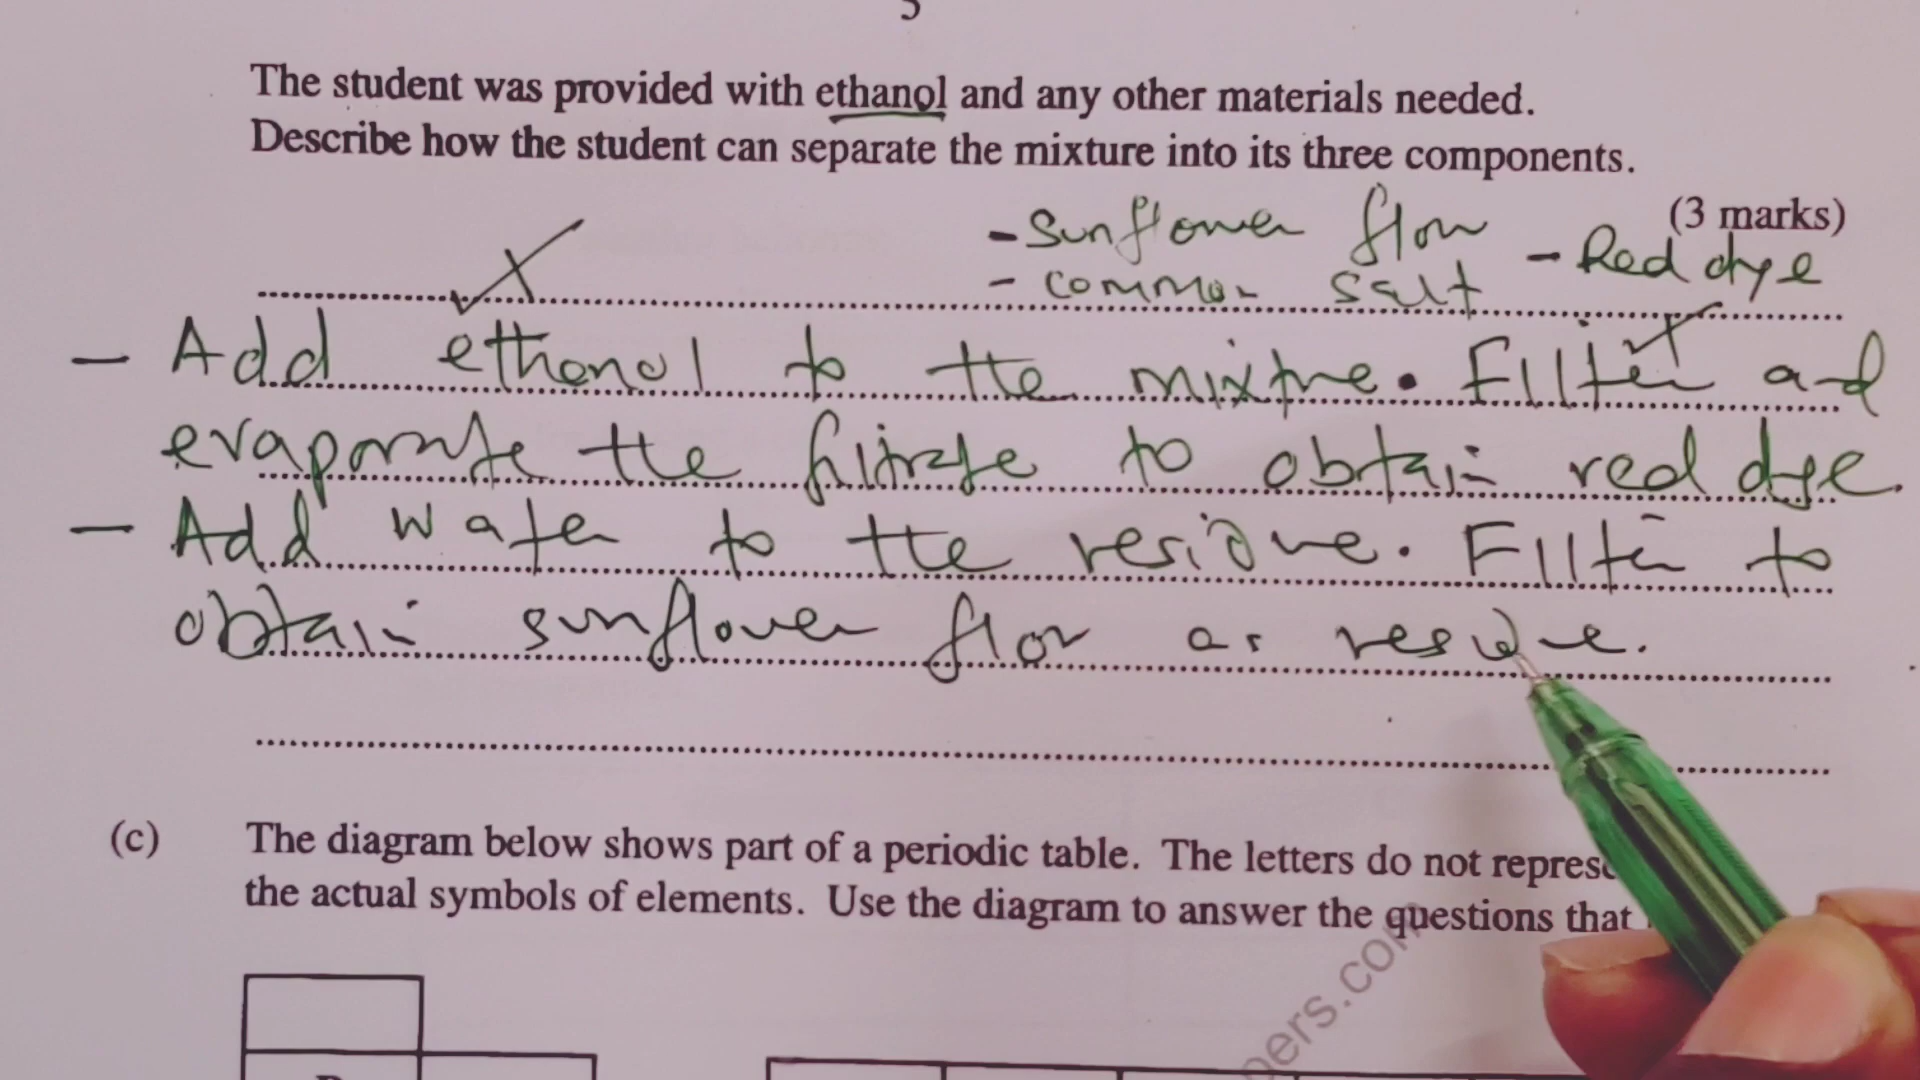 The student was provided with ethanol and any other materials needed.
Describe how the student can separate the mixture into its three components.
(3 marks)
- Sunflower flour
- Red dye
- common salt
- Add ethanol to the mixture. Filter and
evaporate the filtrate to obtain red dye.
- Add water to the residue. Filter to
obtain sunflower flour as residue.
(c) The diagram below shows part of a periodic table. The letters do not
the actual symbols of elements. Use the diagram to answer the questions that
pers.com